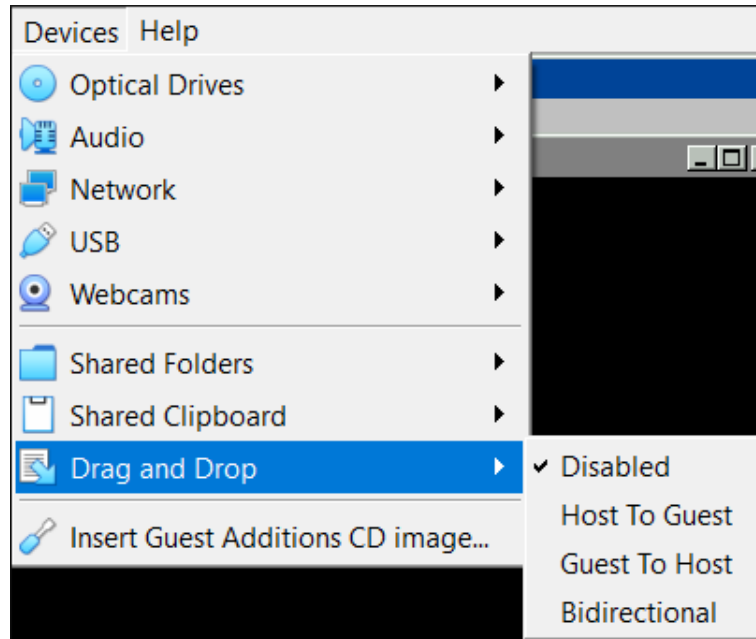 Devices Help
Optical Drives
Audio
Network
USB
Webcams
Shared Folders
Shared Clipboard
Drag and Drop
Insert Guest Additions CD image...
Disabled
Host To Guest
Guest To Host
Bidirectional